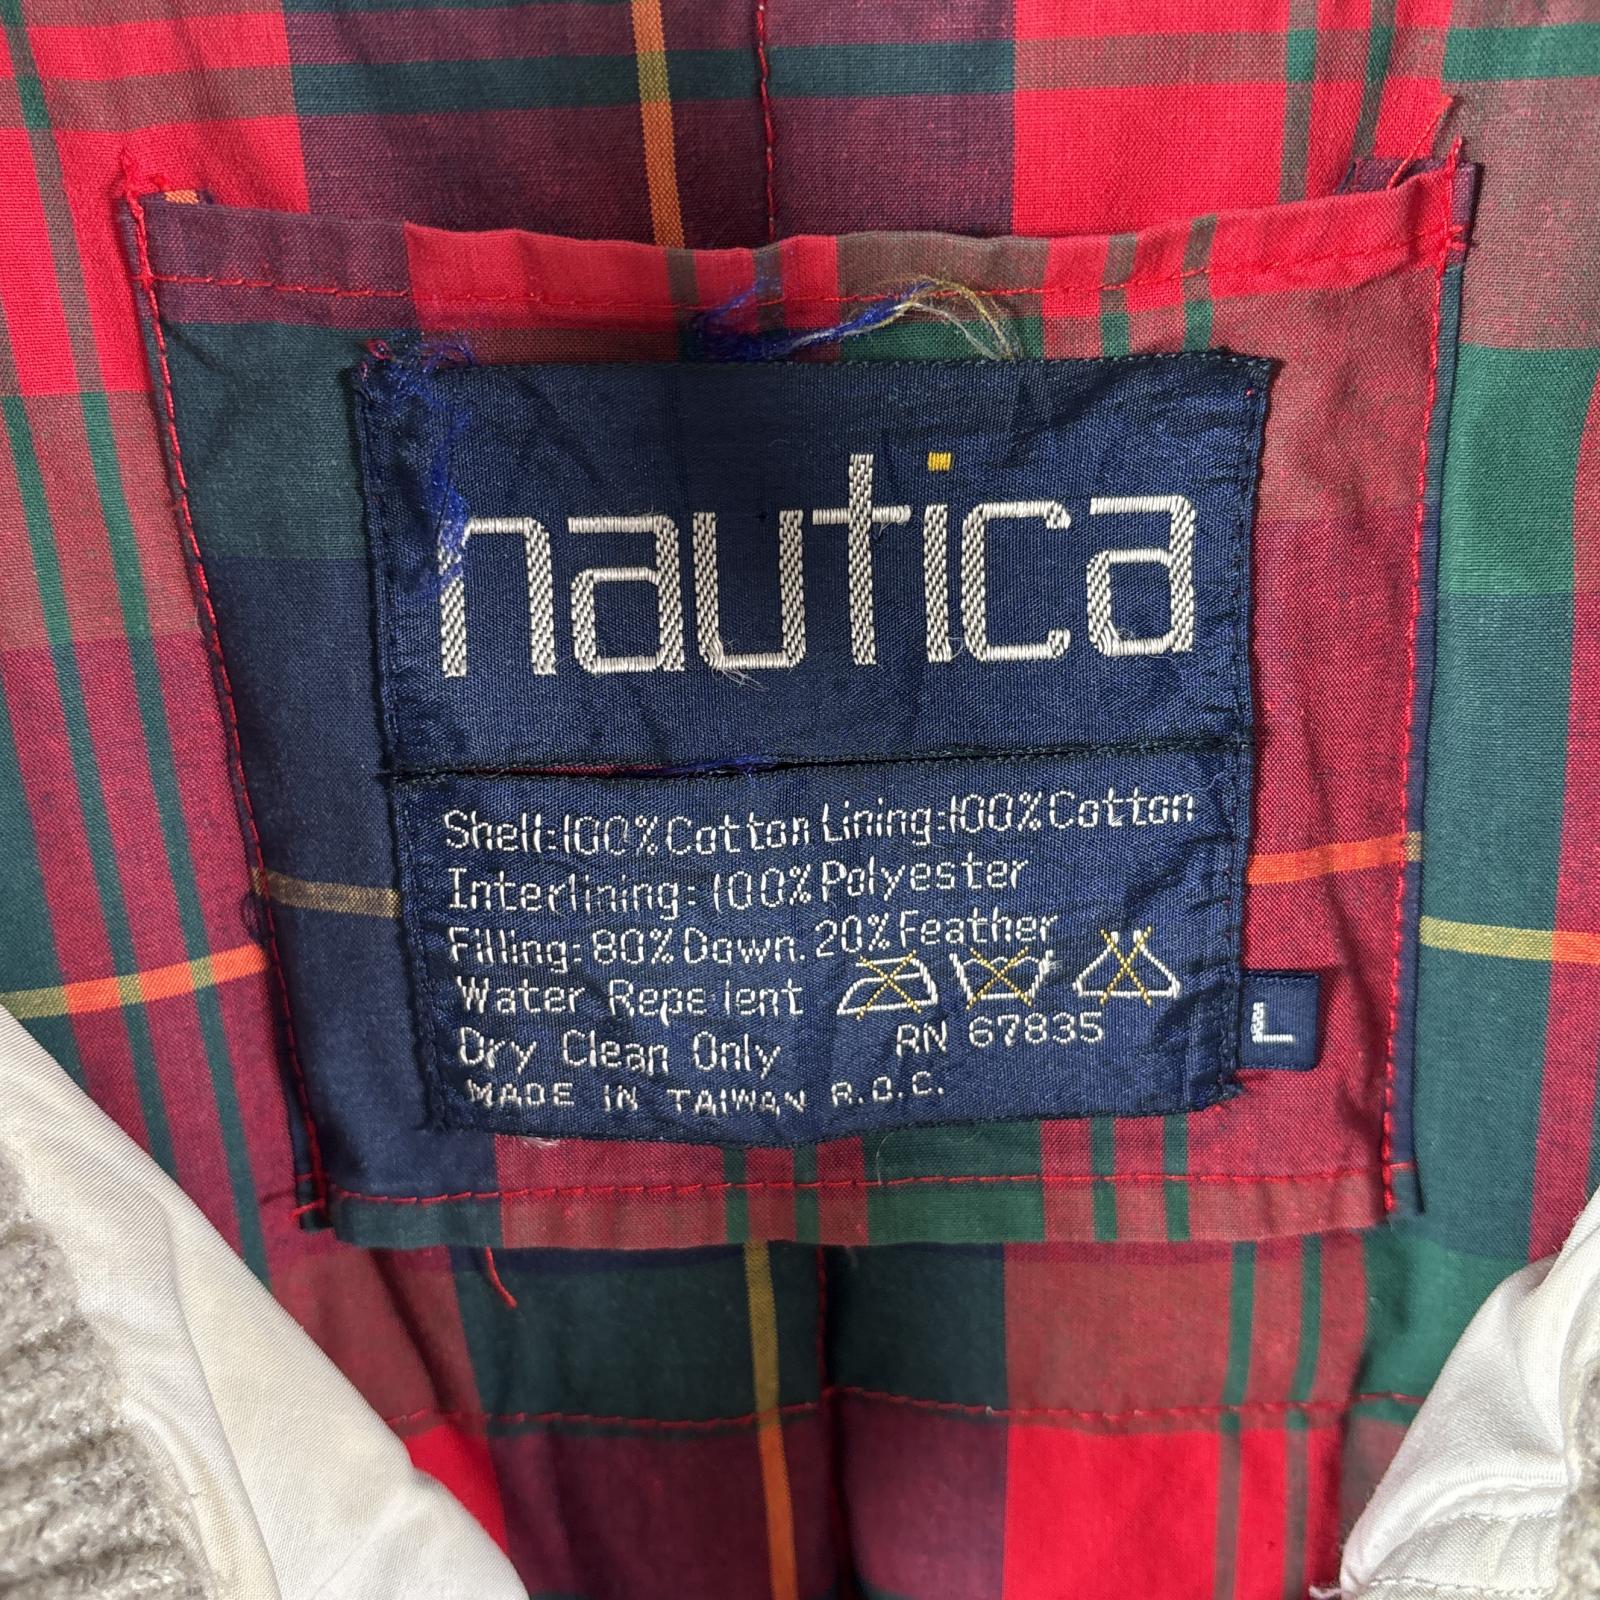 nautica
Shell:100%Cotton Lining:100%Cotton
Interlining: 100%Polyester
Filling: 80%Down. 20%Feather
Water Repellent
Dry Clean Only
RN 67835
MADE IN TAIWAN R.O.C.
L